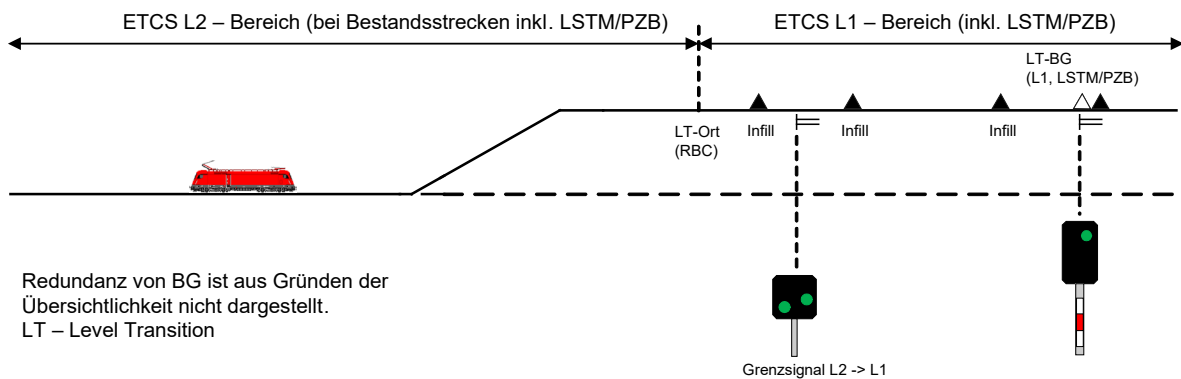 ETCS L2 – Bereich (bei Bestandsstrecken inkl. LSTM/PZB)
ETCS L1 – Bereich (inkl. LSTM/PZB)
LT-BG
(L1, LSTM/PZB)
LT-Ort
(RBC)
Infill
Infill
Infill
Redundanz von BG ist aus Gründen der
Übersichtlichkeit nicht dargestellt.
LT – Level Transition
Grenzsignal L2 -> L1